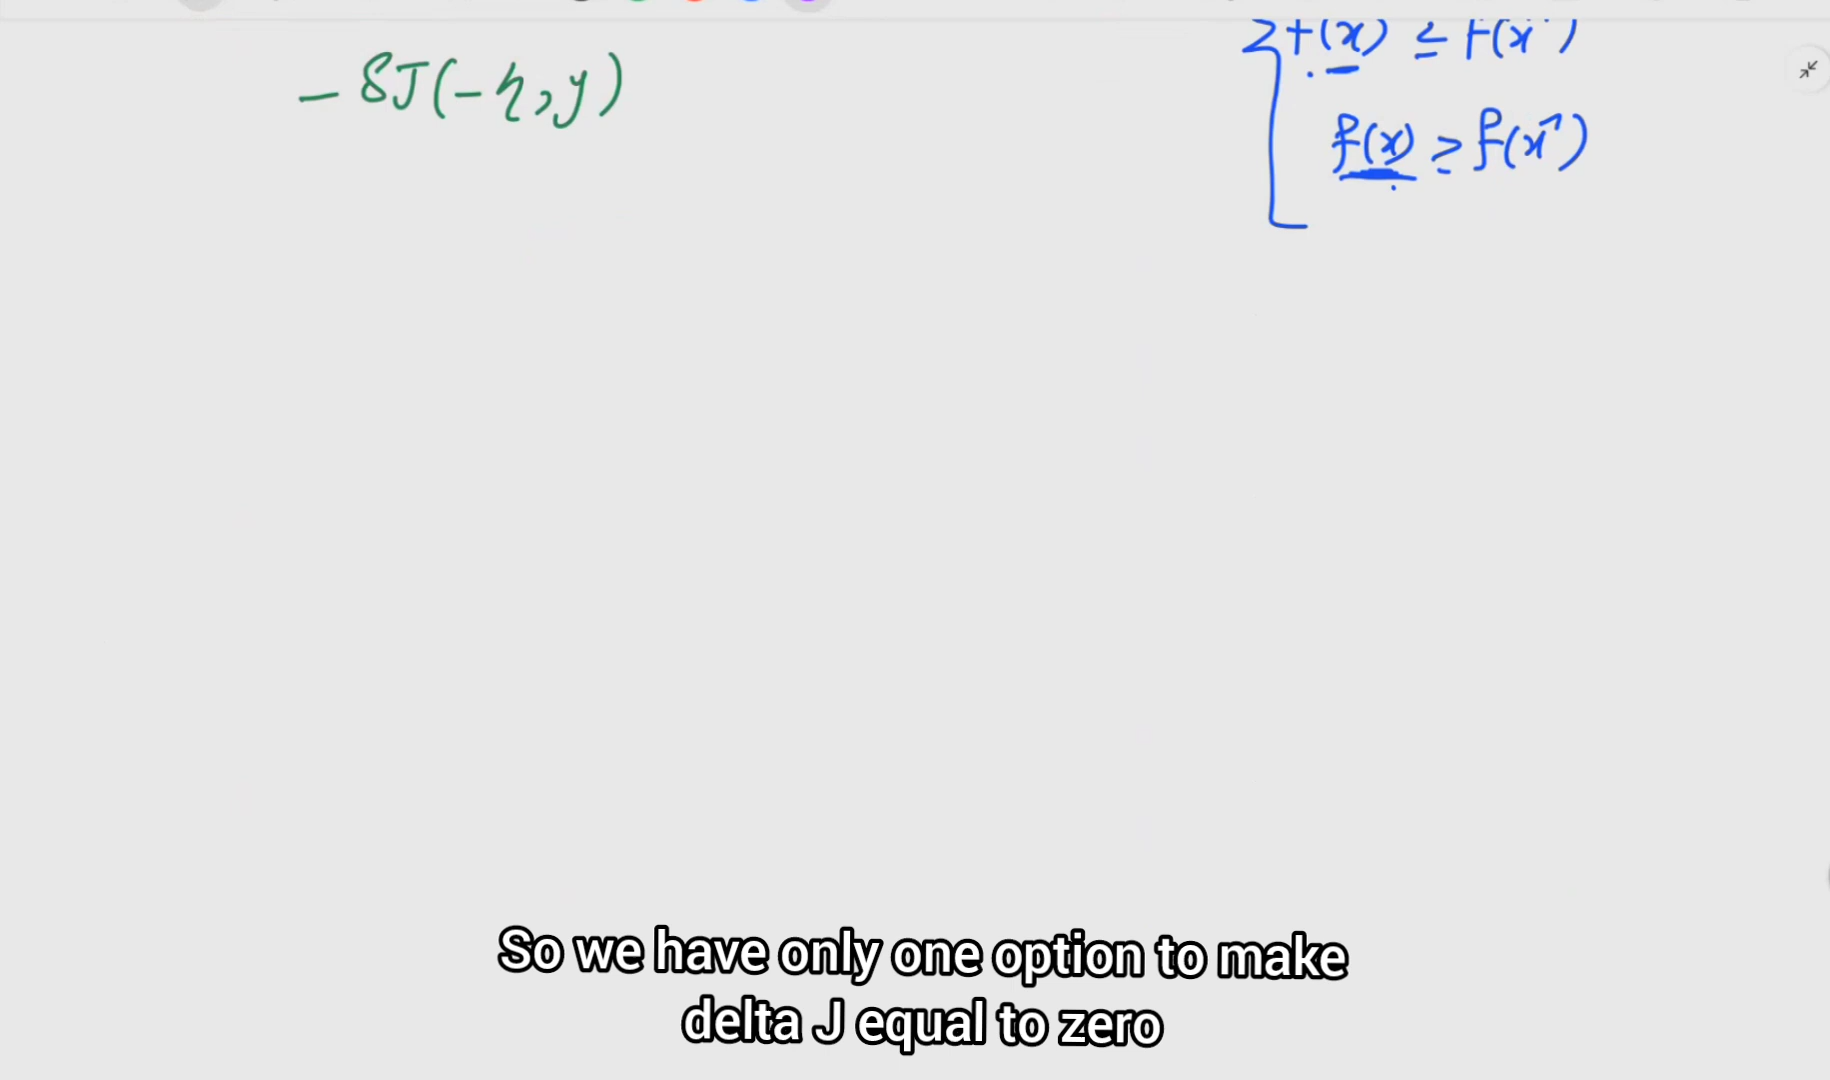 - δJ(-η,y)
f(x) ≤ f(x^)
f(x) ≥ f(x^)
So we have only one option to make
delta J equal to zero